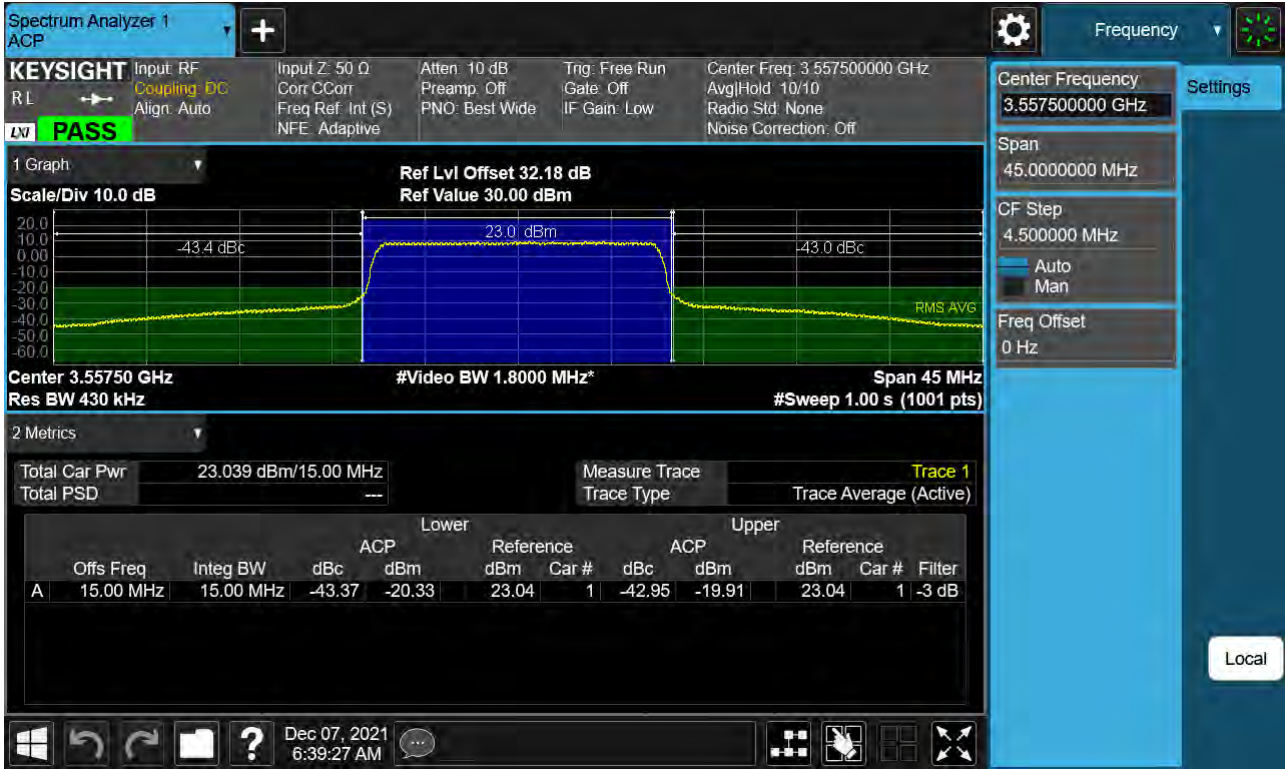 Spectrum Analyzer 1
ACP
+
Frequency
KEYSIGHT
Input: RF
Coupling: DC
Align: Auto
Input Z: 50 Ω
Corr CCorr
Freq Ref: Int (S)
NFE: Adaptive
Atten: 10 dB
Preamp: Off
PNO: Best Wide
Trig: Free Run
Gate: Off
IF Gain: Low
Center Freq: 3.557500000 GHz
Avg|Hold: 10/10
Radio Std: None
Noise Correction: Off
R L
LXI
PASS
Center Frequency
3.557500000 GHz
Settings
Span
45.0000000 MHz
CF Step
4.500000 MHz
Auto
Man
Freq Offset
0 Hz
1 Graph
Scale/Div 10.0 dB
Ref Lvl Offset 32.18 dB
Ref Value 30.00 dBm
20.0
10.0
0.00
-10.0
-20.0
-30.0
-40.0
-50.0
-60.0
-43.4 dBc
23.0 dBm
-43.0 dBc
RMS AVG
Center 3.55750 GHz
#Video BW 1.8000 MHz*
Span 45 MHz
Res BW 430 kHz
#Sweep 1.00 s (1001 pts)
2 Metrics
Total Car Pwr 23.039 dBm/15.00 MHz
Total PSD ---
Measure Trace Trace 1
Trace Type Trace Average (Active)
Lower Upper
ACP Reference ACP Reference
Offs Freq Integ BW dBc dBm dBm Car # dBc dBm dBm Car # Filter
A 15.00 MHz 15.00 MHz -43.37 -20.33 23.04 1 -42.95 -19.91 23.04 1 -3 dB
Local
?
Dec 07, 2021
6:39:27 AM